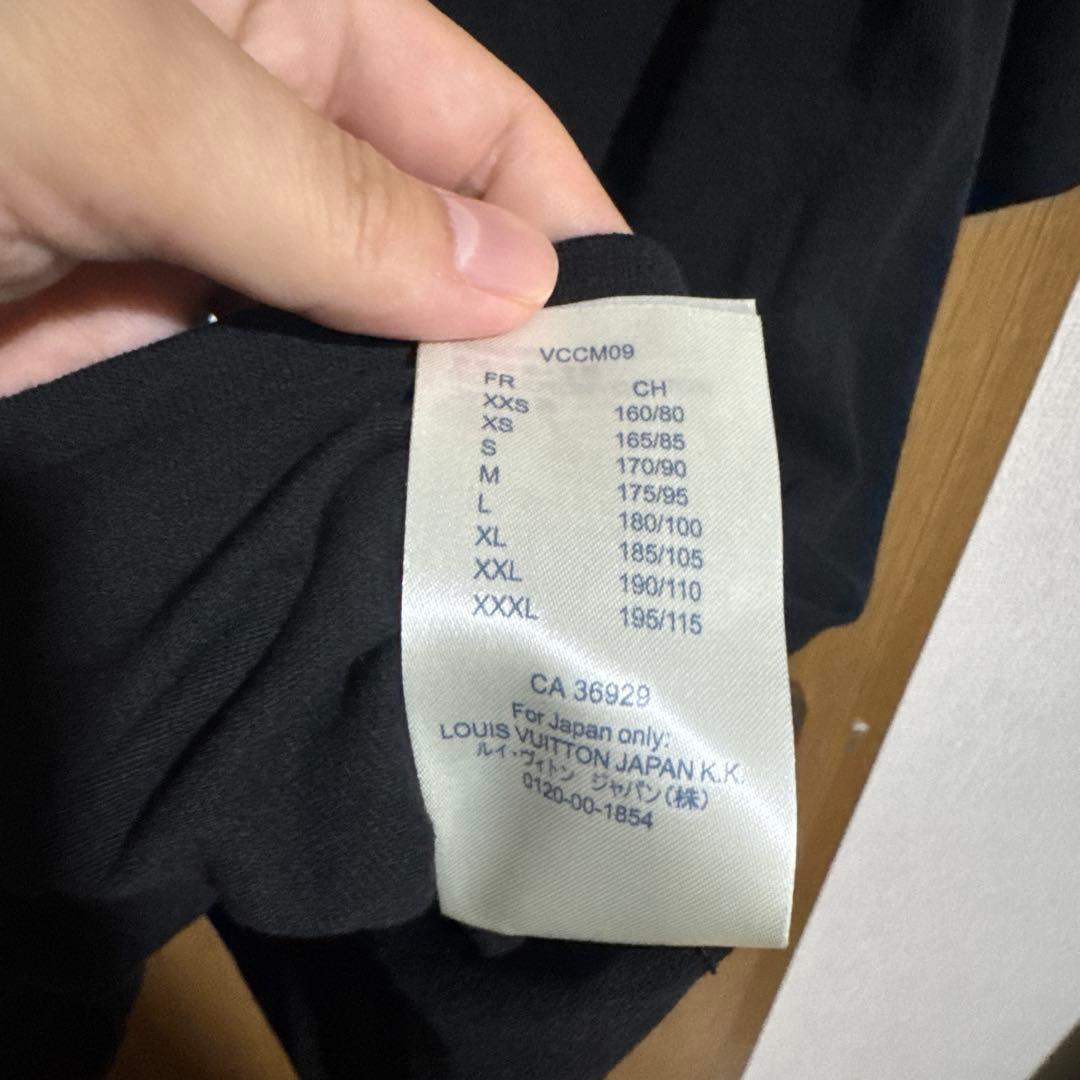 VCCM09
FR CH
XXS 160/80
XS 165/85
S 170/90
M 175/95
L 180/100
XL 185/105
XXL 190/110
XXXL 195/115
CA 36929
For Japan only:
LOUIS VUITTON JAPAN K.K.
ルイ・ヴィトン ジャパン(株)
0120-00-1854